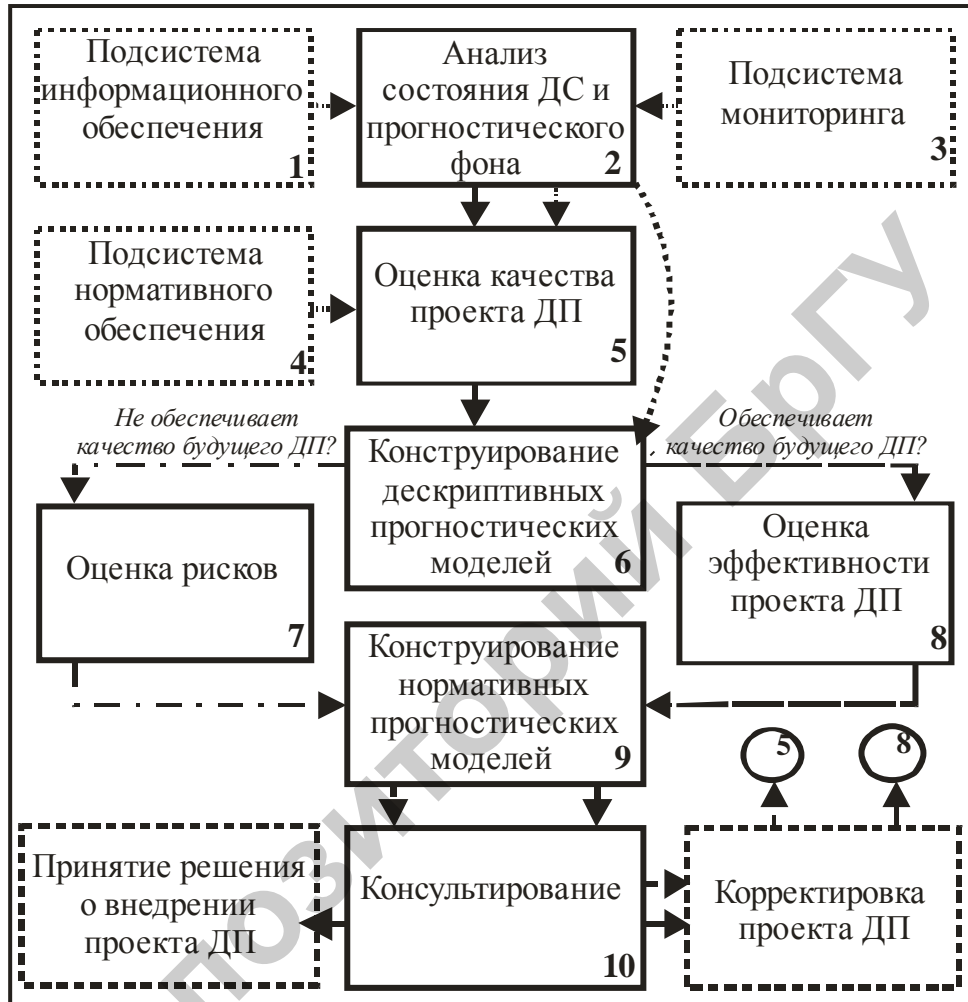 Подсистема
информационного
обеспечения
1
Анализ
состояния ДС и
прогностического
фона
2
Подсистема
мониторинга
3
Подсистема
нормативного
обеспечения
4
Оценка качества
проекта ДП
5
Не обеспечивает
качество будущего ДП?
Обеспечивает
качество будущего ДП?
Конструирование
дескриптивных
прогностических
моделей
6
Оценка рисков
7
Оценка
эффективности
проекта ДП
8
Конструирование
нормативных
прогностических
моделей
9
5
8
Принятие решения
о внедрении
проекта ДП
Консультирование
10
Корректировка
проекта ДП
позиторий БрГУ